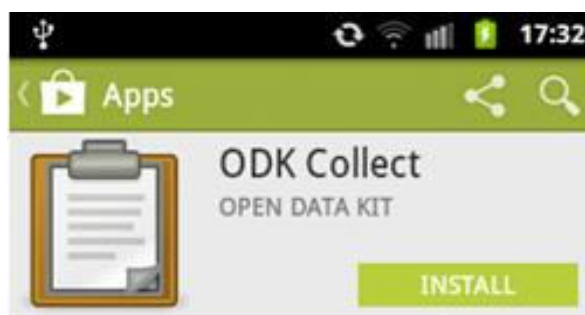 17:32
Apps
ODK Collect
OPEN DATA KIT
INSTALL